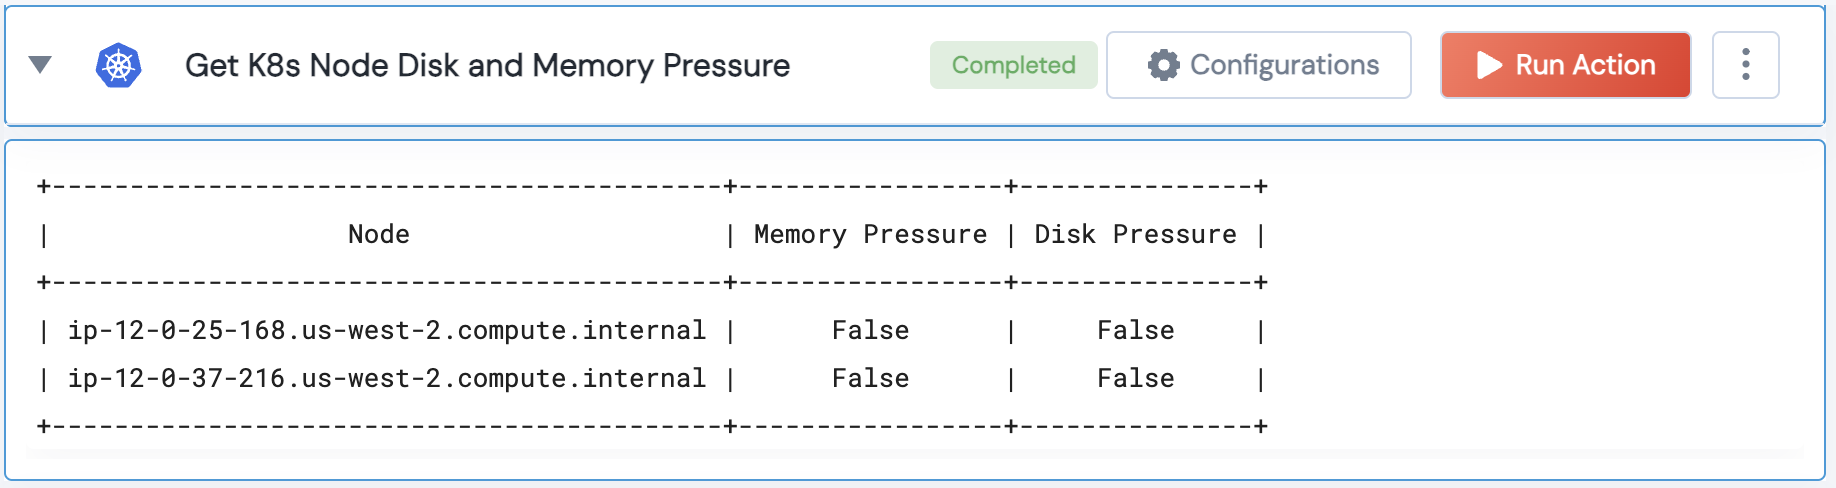 Get K8s Node Disk and Memory Pressure Completed Configurations Run Action
+-------------------------------------------+-----------------+---------------+
|                   Node                    | Memory Pressure | Disk Pressure |
+-------------------------------------------+-----------------+---------------+
| ip-12-0-25-168.us-west-2.compute.internal |      False      |     False     |
| ip-12-0-37-216.us-west-2.compute.internal |      False      |     False     |
+-------------------------------------------+-----------------+---------------+